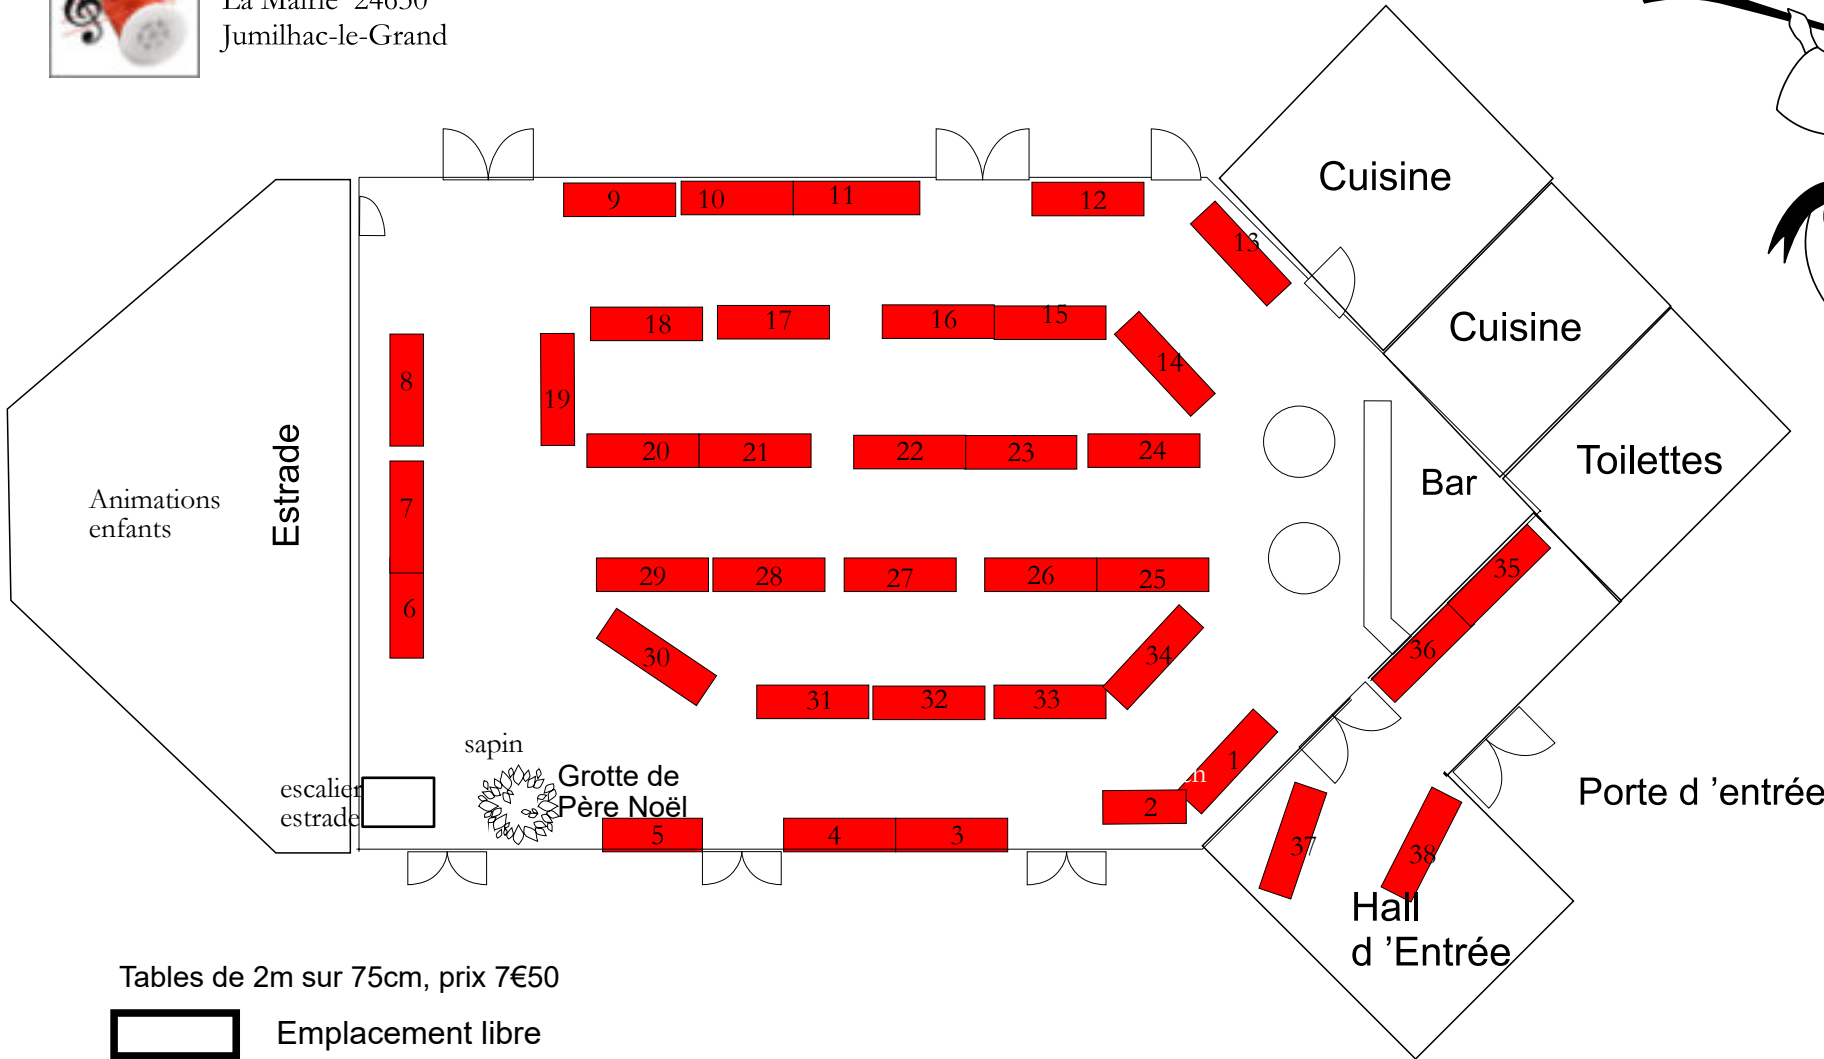 La Mairie 24630
Jumilhac-le-Grand
Cuisine
9
10
11
12
13
Cuisine
18
17
16
15
14
8
19
20
21
22
23
24
Toilettes
Bar
Estrade
Animations
enfants
7
29
28
27
26
25
35
6
30
34
36
31
32
33
sapin
Grotte de
Père Noël
escalier
estrade
1
2
5
4
3
Porte d ’entrée
37
38
Hall
d ’Entrée
Tables de 2m sur 75cm, prix 7€50
Emplacement libre